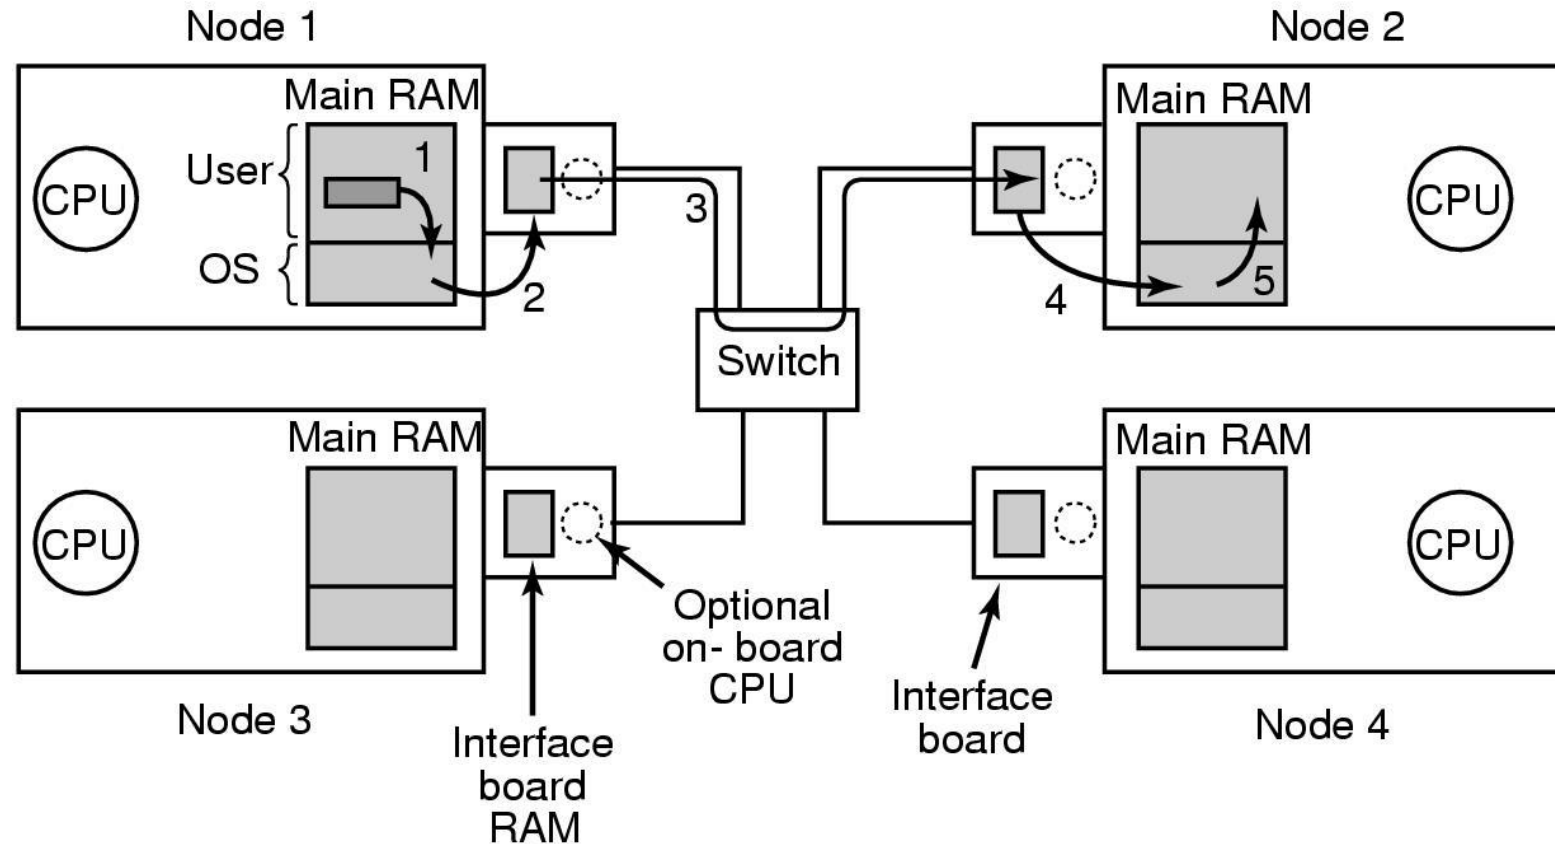 Node 1
Node 2
Main RAM
Main RAM
User
1
CPU
3
CPU
OS
2
4
5
Switch
Main RAM
Main RAM
CPU
CPU
Optional
on- board
CPU
Interface
board
Node 3
Node 4
Interface
board
RAM